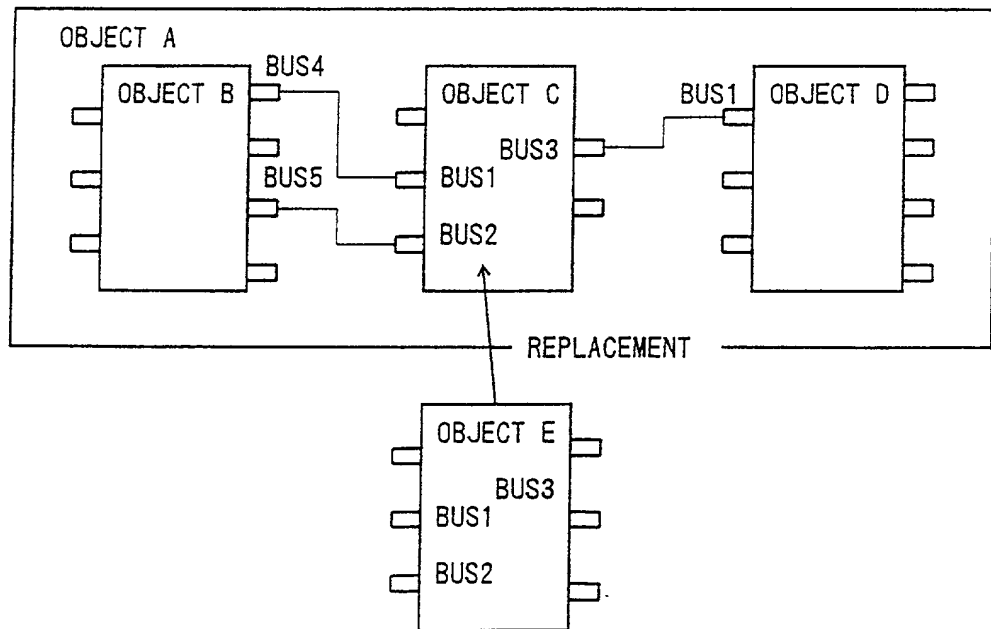 OBJECT A
BUS4
OBJECT B
OBJECT C
BUS1
OBJECT D
BUS3
BUS5
BUS1
BUS2
REPLACEMENT
OBJECT E
BUS3
BUS1
BUS2